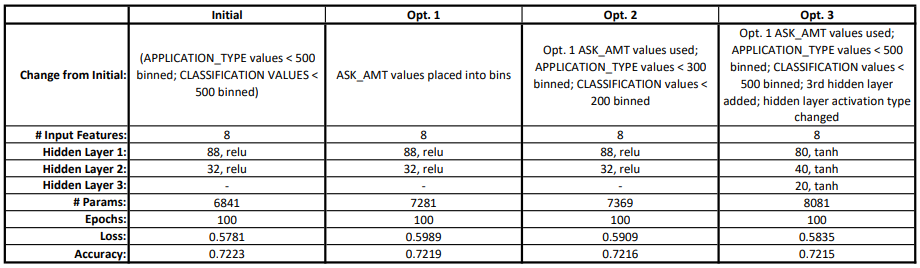 Initial Opt. 1 Opt. 2 Opt. 3
Change from Initial:
(APPLICATION_TYPE values < 500
binned; CLASSIFICATION VALUES <
500 binned)
ASK_AMT values placed into bins
Opt. 1 ASK_AMT values used;
APPLICATION_TYPE values < 300
binned; CLASSIFICATION values <
200 binned
Opt. 1 ASK_AMT values used;
APPLICATION_TYPE values < 500
binned; CLASSIFICATION values <
500 binned; 3rd hidden layer
added; hidden layer activation type
changed
# Input Features: 8 8 8 8
Hidden Layer 1: 88, relu 88, relu 88, relu 80, tanh
Hidden Layer 2: 32, relu 32, relu 32, relu 40, tanh
Hidden Layer 3: - - - 20, tanh
# Params: 6841 7281 7369 8081
Epochs: 100 100 100 100
Loss: 0.5781 0.5989 0.5909 0.5835
Accuracy: 0.7223 0.7219 0.7216 0.7215